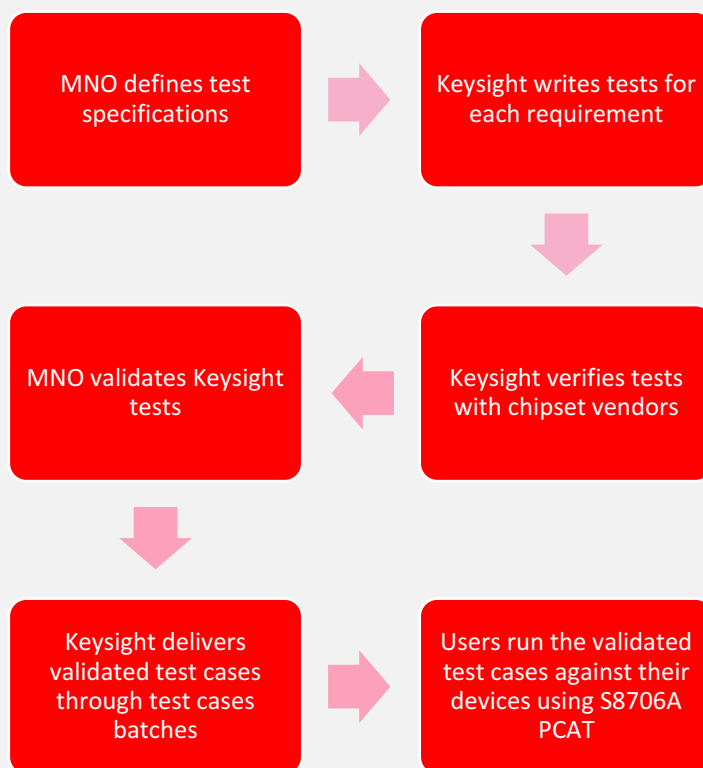 MNO defines test
specifications
Keysight writes tests for
each requirement
Keysight verifies tests
with chipset vendors
MNO validates Keysight
tests
Keysight delivers
validated test cases
through test cases
batches
Users run the validated
test cases against their
devices using S8706A
PCAT